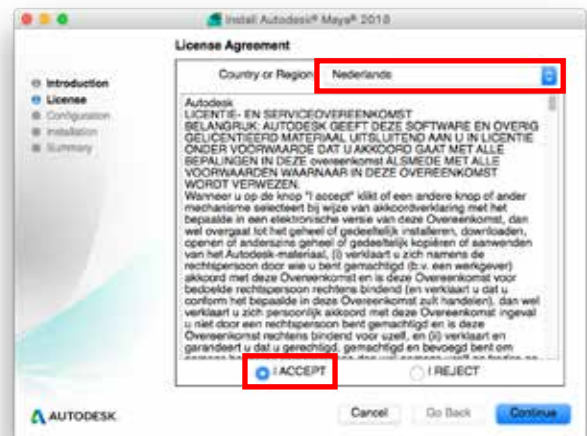 Install Autodesk® Maya® 2018
License Agreement
Introduction
License
Configuration
Installation
Summary
Country or Region
Nederlands
Autodesk
LICENTIE- EN SERVICEOVEREENKOMST
BELANGRIJK: AUTODESK GEEFT DEZE SOFTWARE EN OVERIG
GELICENTIEERD MATERIAAL UITSLUITEND AAN U IN LICENTIE
ONDER VOORWAARDE DAT U AKKOORD GAAT MET ALLE
BEPALINGEN IN DEZE overeenkomst ALSMEDE MET ALLE
VOORWAARDEN WAARNAAR IN DEZE OVEREENKOMST
WORDT VERWEZEN.
Wanneer u op de knop "I accept" klikt of een andere knop of ander
mechanisme selecteert bij wijze van akkoordverklaring met het
bepaalde in een elektronische versie van deze Overeenkomst, dan
wel overgaat tot het geheel of gedeeltelijk installeren, downloaden,
openen of anderszins geheel of gedeeltelijk kopiëren of aanwenden
van het Autodesk-materiaal, (i) verklaart u zich namens de
rechtspersoon door wie u bent gemachtigd (b.v. een werkgever)
akkoord met deze Overeenkomst en is deze Overeenkomst voor
bedoelde rechtspersoon rechtens bindend (en verklaart u dat u
conform het bepaalde in deze Overeenkomst zult handelen), dan wel
verklaart u zich persoonlijk akkoord met deze Overeenkomst ingeval
u niet door een rechtspersoon bent gemachtigd en is deze
Overeenkomst rechtens bindend voor uzelf, en (ii) verklaart en
garandeert u dat u gerechtigd, gemachtigd en bevoegd bent om
I ACCEPT
I REJECT
AUTODESK
Cancel
Go Back
Continue